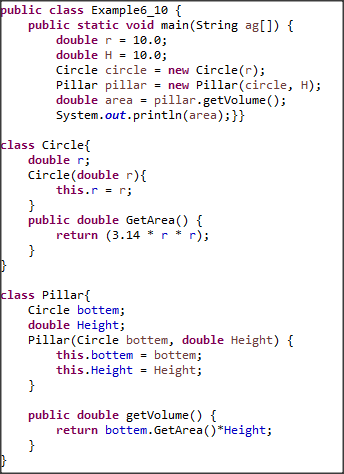 public class Example6_10 {
    public static void main(String ag[]) {
        double r = 10.0;
        double H = 10.0;
        Circle circle = new Circle(r);
        Pillar pillar = new Pillar(circle, H);
        double area = pillar.getVolume();
        System.out.println(area);}}
class Circle{
    double r;
    Circle(double r){
        this.r = r;
    }
    public double GetArea() {
        return (3.14 * r * r);
    }
}
class Pillar{
    Circle bottem;
    double Height;
    Pillar(Circle bottem, double Height) {
        this.bottem = bottem;
        this.Height = Height;
    }
    public double getVolume() {
        return bottem.GetArea()*Height;
    }
}